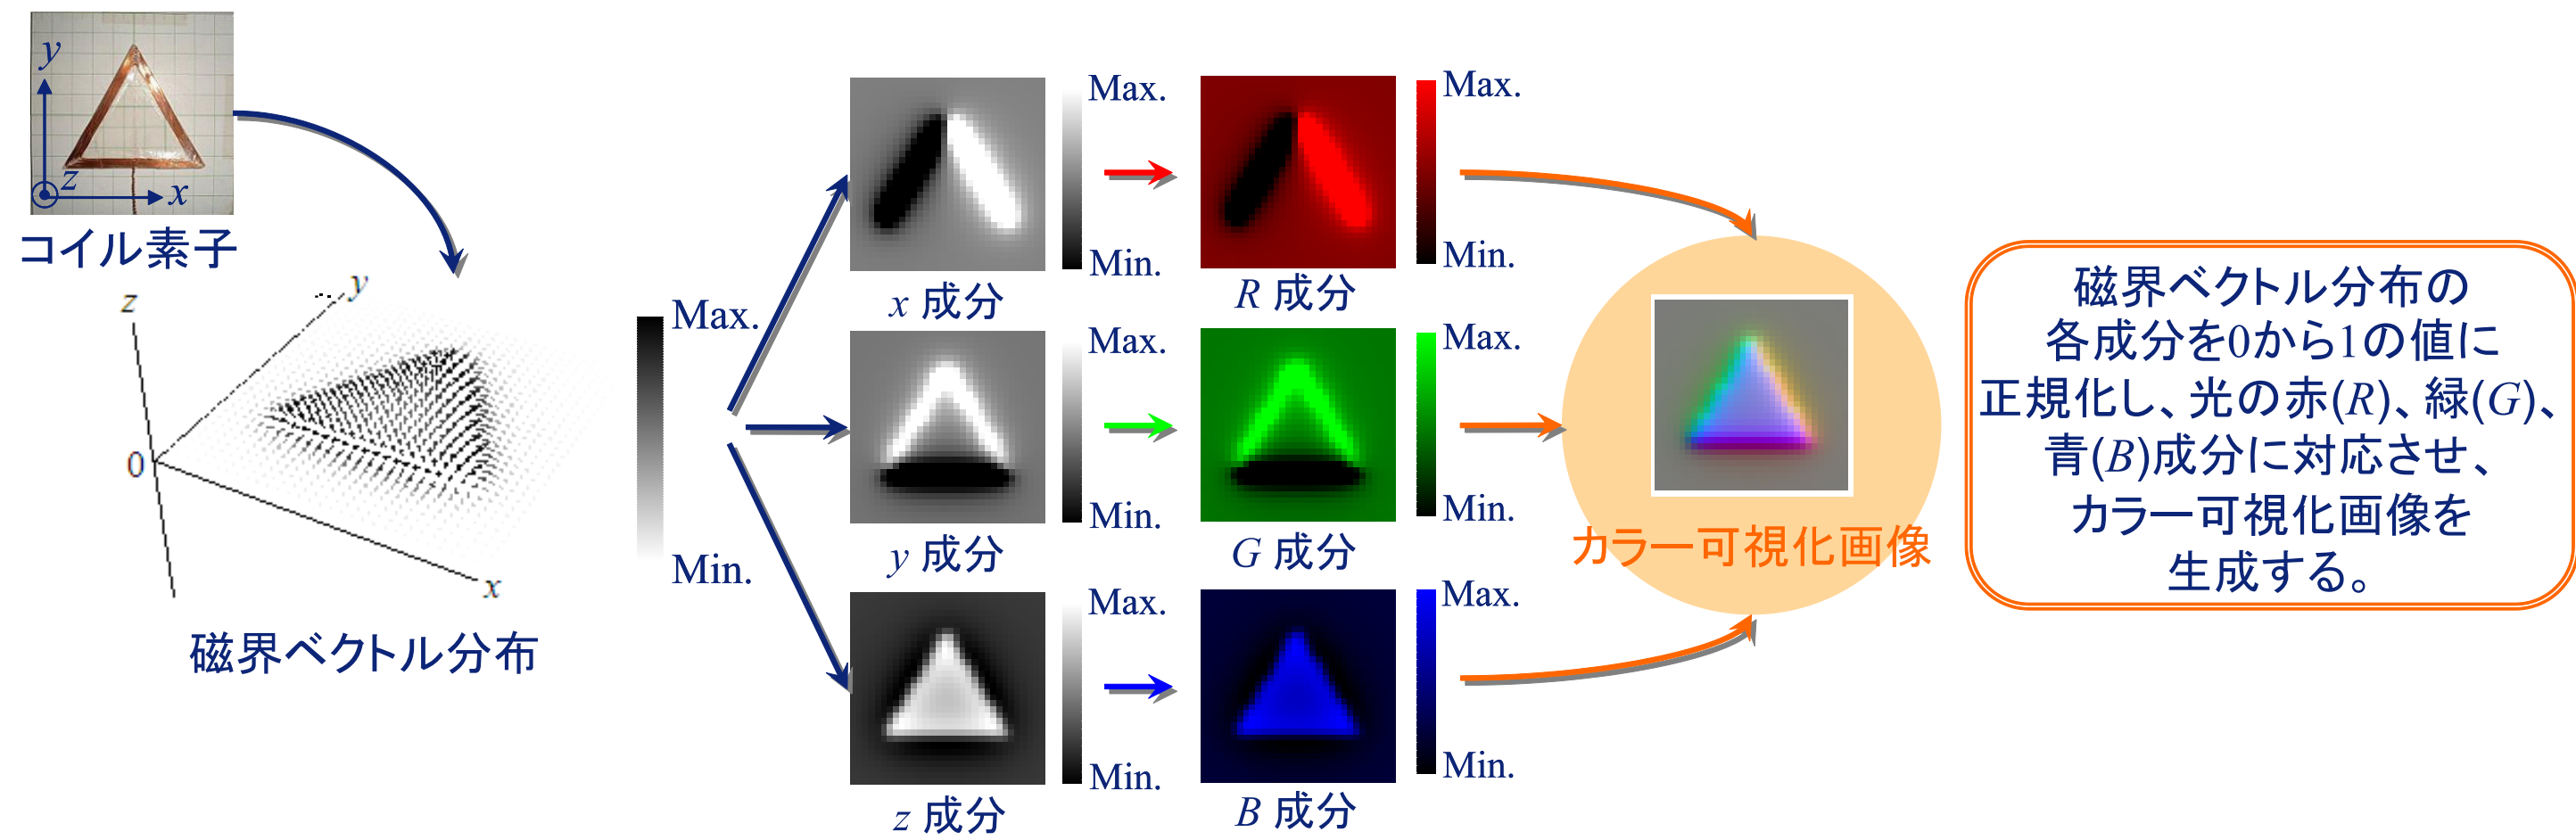 y
z
x
コイル素子
z
y
0
x
磁界ベクトル分布
Max.
Min.
Max.
Min.
x 成分
Max.
Min.
R 成分
Max.
Min.
y 成分
Max.
Min.
G 成分
Max.
Min.
z 成分
Max.
Min.
B 成分
カラー可視化画像
磁界ベクトル分布の
各成分を0から1の値に
正規化し、光の赤(R)、緑(G)、
青(B)成分に対応させ、
カラー可視化画像を
生成する。